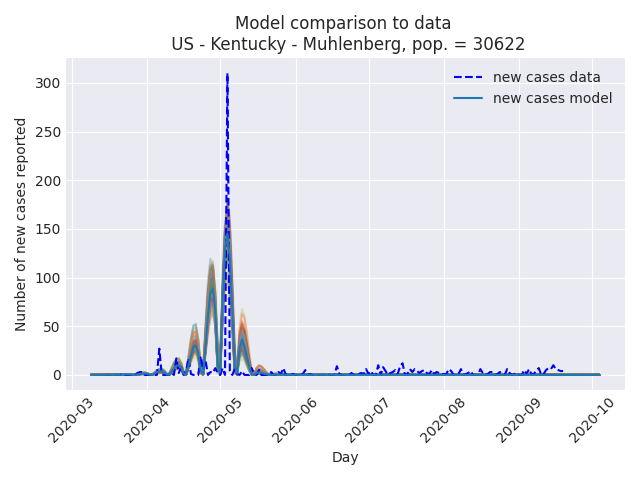 Model comparison to data
US - Kentucky - Muhlenberg, pop. = 30622
new cases data
new cases model
Number of new cases reported
300
250
200
150
100
50
0
2020-03
2020-04
2020-05
2020-06
2020-07
2020-08
2020-09
2020-10
Day